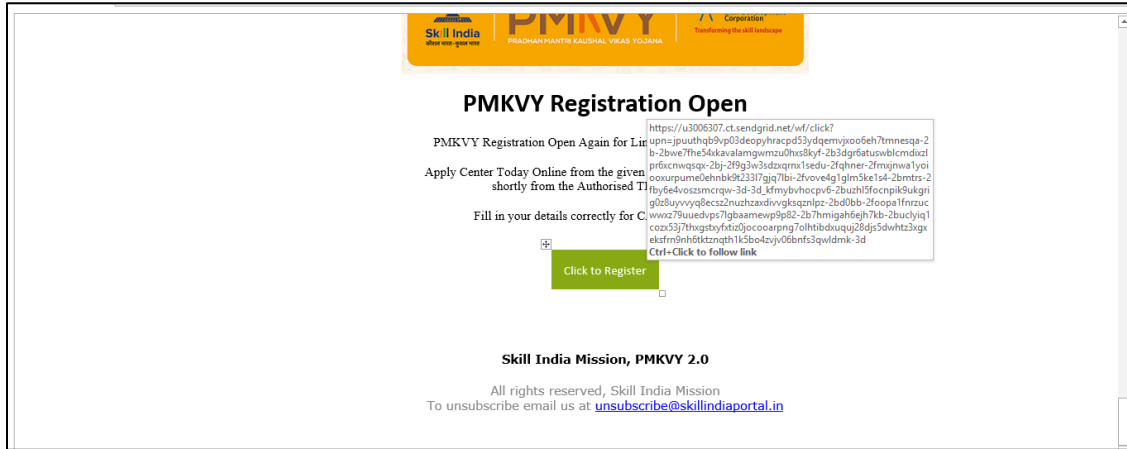 Skill India
कौशल भारत-कुशल भारत
PMKVY
PRADHAN MANTRI KAUSHAL VIKAS YOJANA
Corporation
Transforming the skill landscape
PMKVY Registration Open
PMKVY Registration Open Again for Lin
Apply Center Today Online from the given
shortly from the Authorised T
Fill in your details correctly for C
https://u3006307.ct.sendgrid.net/wf/click?
upn=jpuuthqb9vp03deopyhracpd53ydqemvjxoo6eh7tmnesqa-2
b-2bwe7fhe54xkavalamgwmzu0hxs8kyf-2b3dgr6atuswblcmdixzl
pr6xcnwqsqx-2bj-2f9g3w3sdzxqrnx1sedu-2fqhner-2fmxjnwa1yoi
ooxurpume0ehnbk9t233l7gjq7lbi-2fvove4g1glm5ke1s4-2bmtrs-2
fby6e4voszsmcrqw-3d-3d_kfmybvhocpv6-2buzhl5focnpik9ukgri
g0z8uyvvyq8ecsz2nuzhzaxdivvgksqznlpz-2bd0bb-2foopa1fnrzuc
wwxz79uuedvps7lgbaamewp9p82-2b7hmigah6ejh7kb-2buclyiq1
cozx53j7thxgstxyfxtiz0jocooarpng7olhtibdxuquj28djs5dwhtz3xgx
eksfrn9nh6tktznqth1k5bo4zvjv06bnfs3qwldmk-3d
Ctrl+Click to follow link
Click to Register
Skill India Mission, PMKVY 2.0
All rights reserved, Skill India Mission
To unsubscribe email us at unsubscribe@skillindiaportal.in